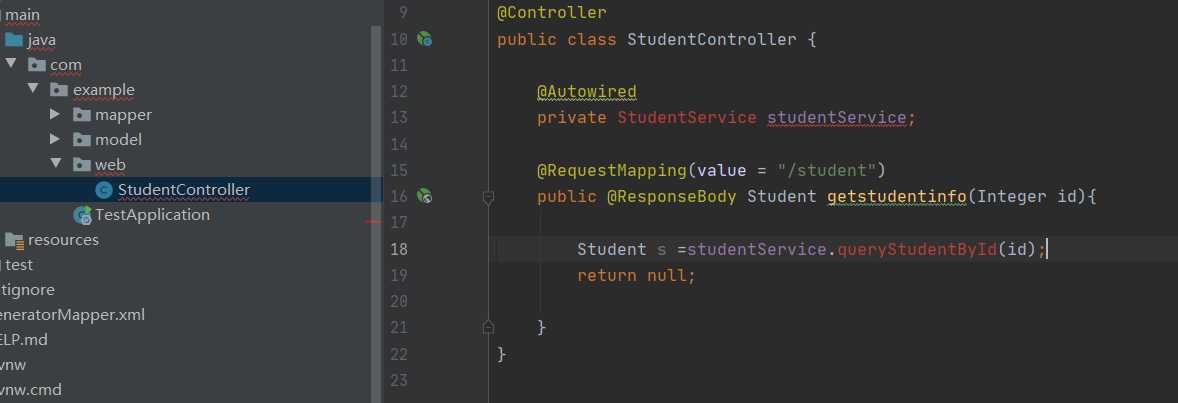 main
java
com
example
mapper
model
web
StudentController
TestApplication
resources
test
tignore
eneratorMapper.xml
ELP.md
vnw
vnw.cmd
9 @Controller
10 public class StudentController {
11
12 @Autowired
13 private StudentService studentService;
14
15 @RequestMapping(value = "/student")
16 public @ResponseBody Student getstudentinfo(Integer id){
17
18 Student s =studentService.queryStudentById(id);
19 return null;
20
21 }
22 }
23